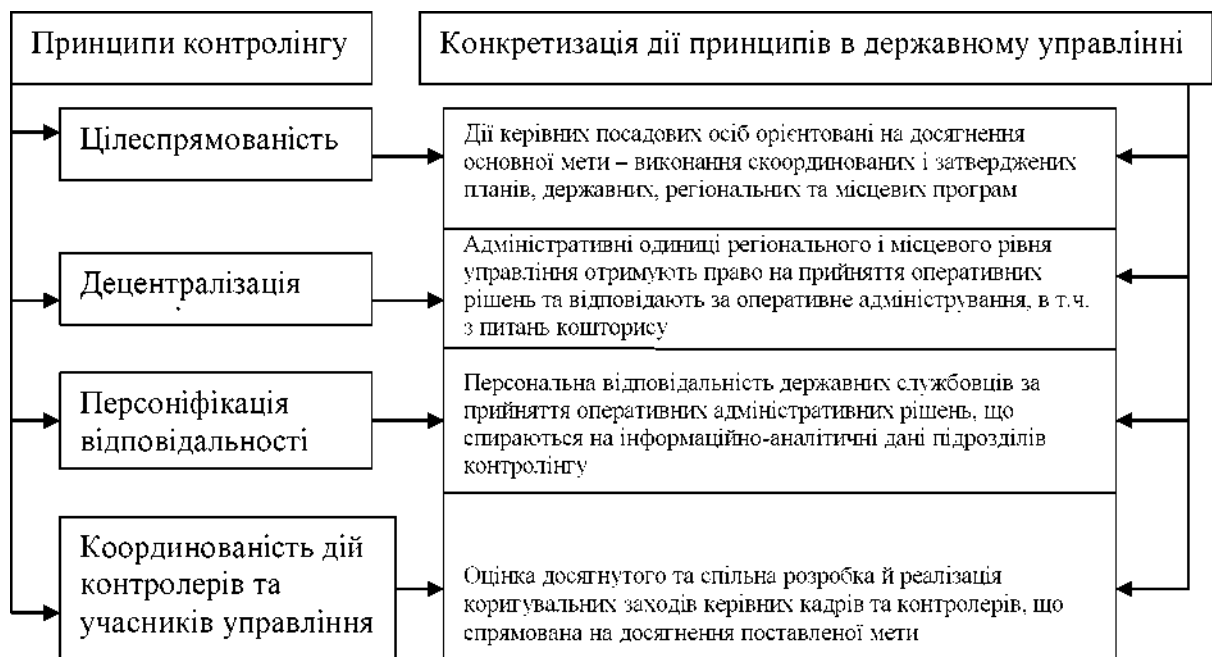 Принципи контролінгу
Конкретизація дії принципів в державному управлінні
Цілеспрямованість
Дії керівних посадових осіб орієнтовані на досягнення
основної мети – виконання скоординованих і затверджених
планів, державних, регіональних та місцевих програм
Децентралізація
Адміністративні одиниці регіонального і місцевого рівня
управління отримують право на прийняття оперативних
рішень та відповідають за оперативне адміністрування, в т.ч.
з питань кошторису
Персоніфікація
відповідальності
Персональна відповідальність державних службовців за
прийняття оперативних адміністративних рішень, що
спираються на інформаційно-аналітичні дані підрозділів
контролінгу
Координованість дій
контролерів та
учасників управління
Оцінка досягнутого та спільна розробка й реалізація
коригувальних заходів керівних кадрів та контролерів, що
спрямована на досягнення поставленої мети